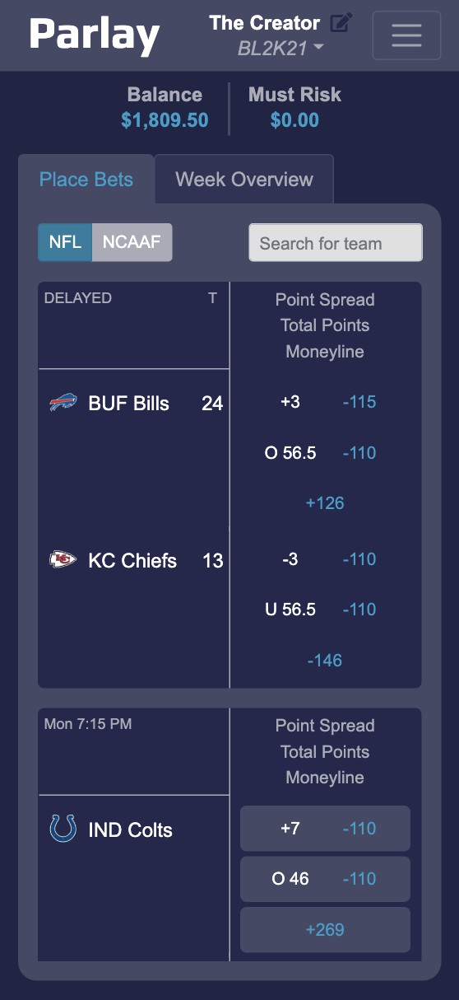 Parlay
The Creator
BL2K21
Balance
$1,809.50
Must Risk
$0.00
Place Bets
Week Overview
NFL
NCAAF
Search for team
DELAYED T
Point Spread
Total Points
Moneyline
BUF Bills 24
+3 -115
O 56.5 -110
+126
KC Chiefs 13
-3 -110
U 56.5 -110
-146
Mon 7:15 PM
Point Spread
Total Points
Moneyline
IND Colts
+7 -110
O 46 -110
+269